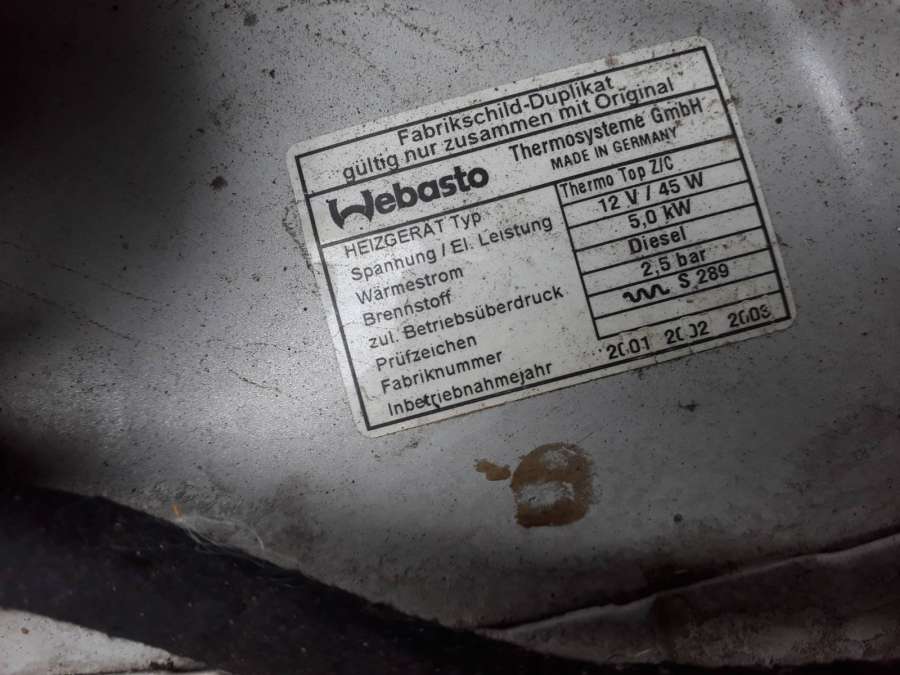 Fabrikschild-Duplikat
gültig nur zusammen mit Original
Webasto Thermosysteme GmbH
MADE IN GERMANY
HEIZGERÄT Typ Thermo Top Z/C
Spannung / El. Leistung 12 V / 45 W
Wärmestrom 5,0 kW
Brennstoff Diesel
zul. Betriebsüberdruck 2,5 bar
Prüfzeichen S 289
Fabriknummer
Inbetriebnahmejahr 2001 2002 2003